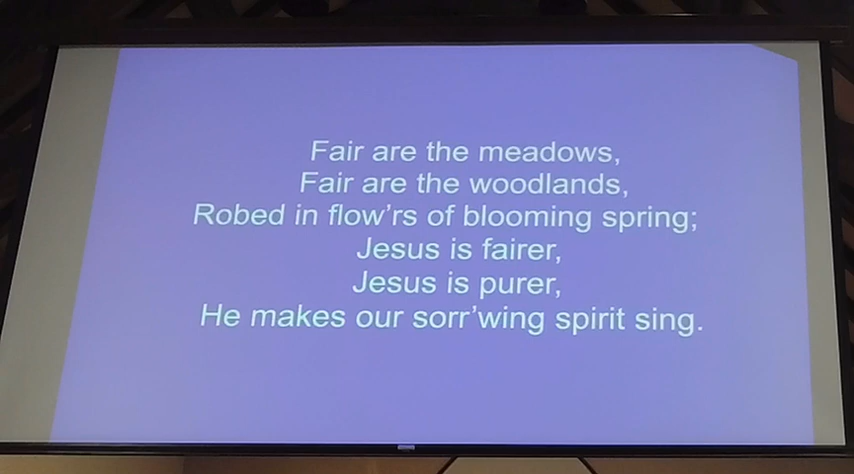 Fair are the meadows,
Fair are the woodlands,
Robed in flow’rs of blooming spring;
Jesus is fairer,
Jesus is purer,
He makes our sorr’wing spirit sing.